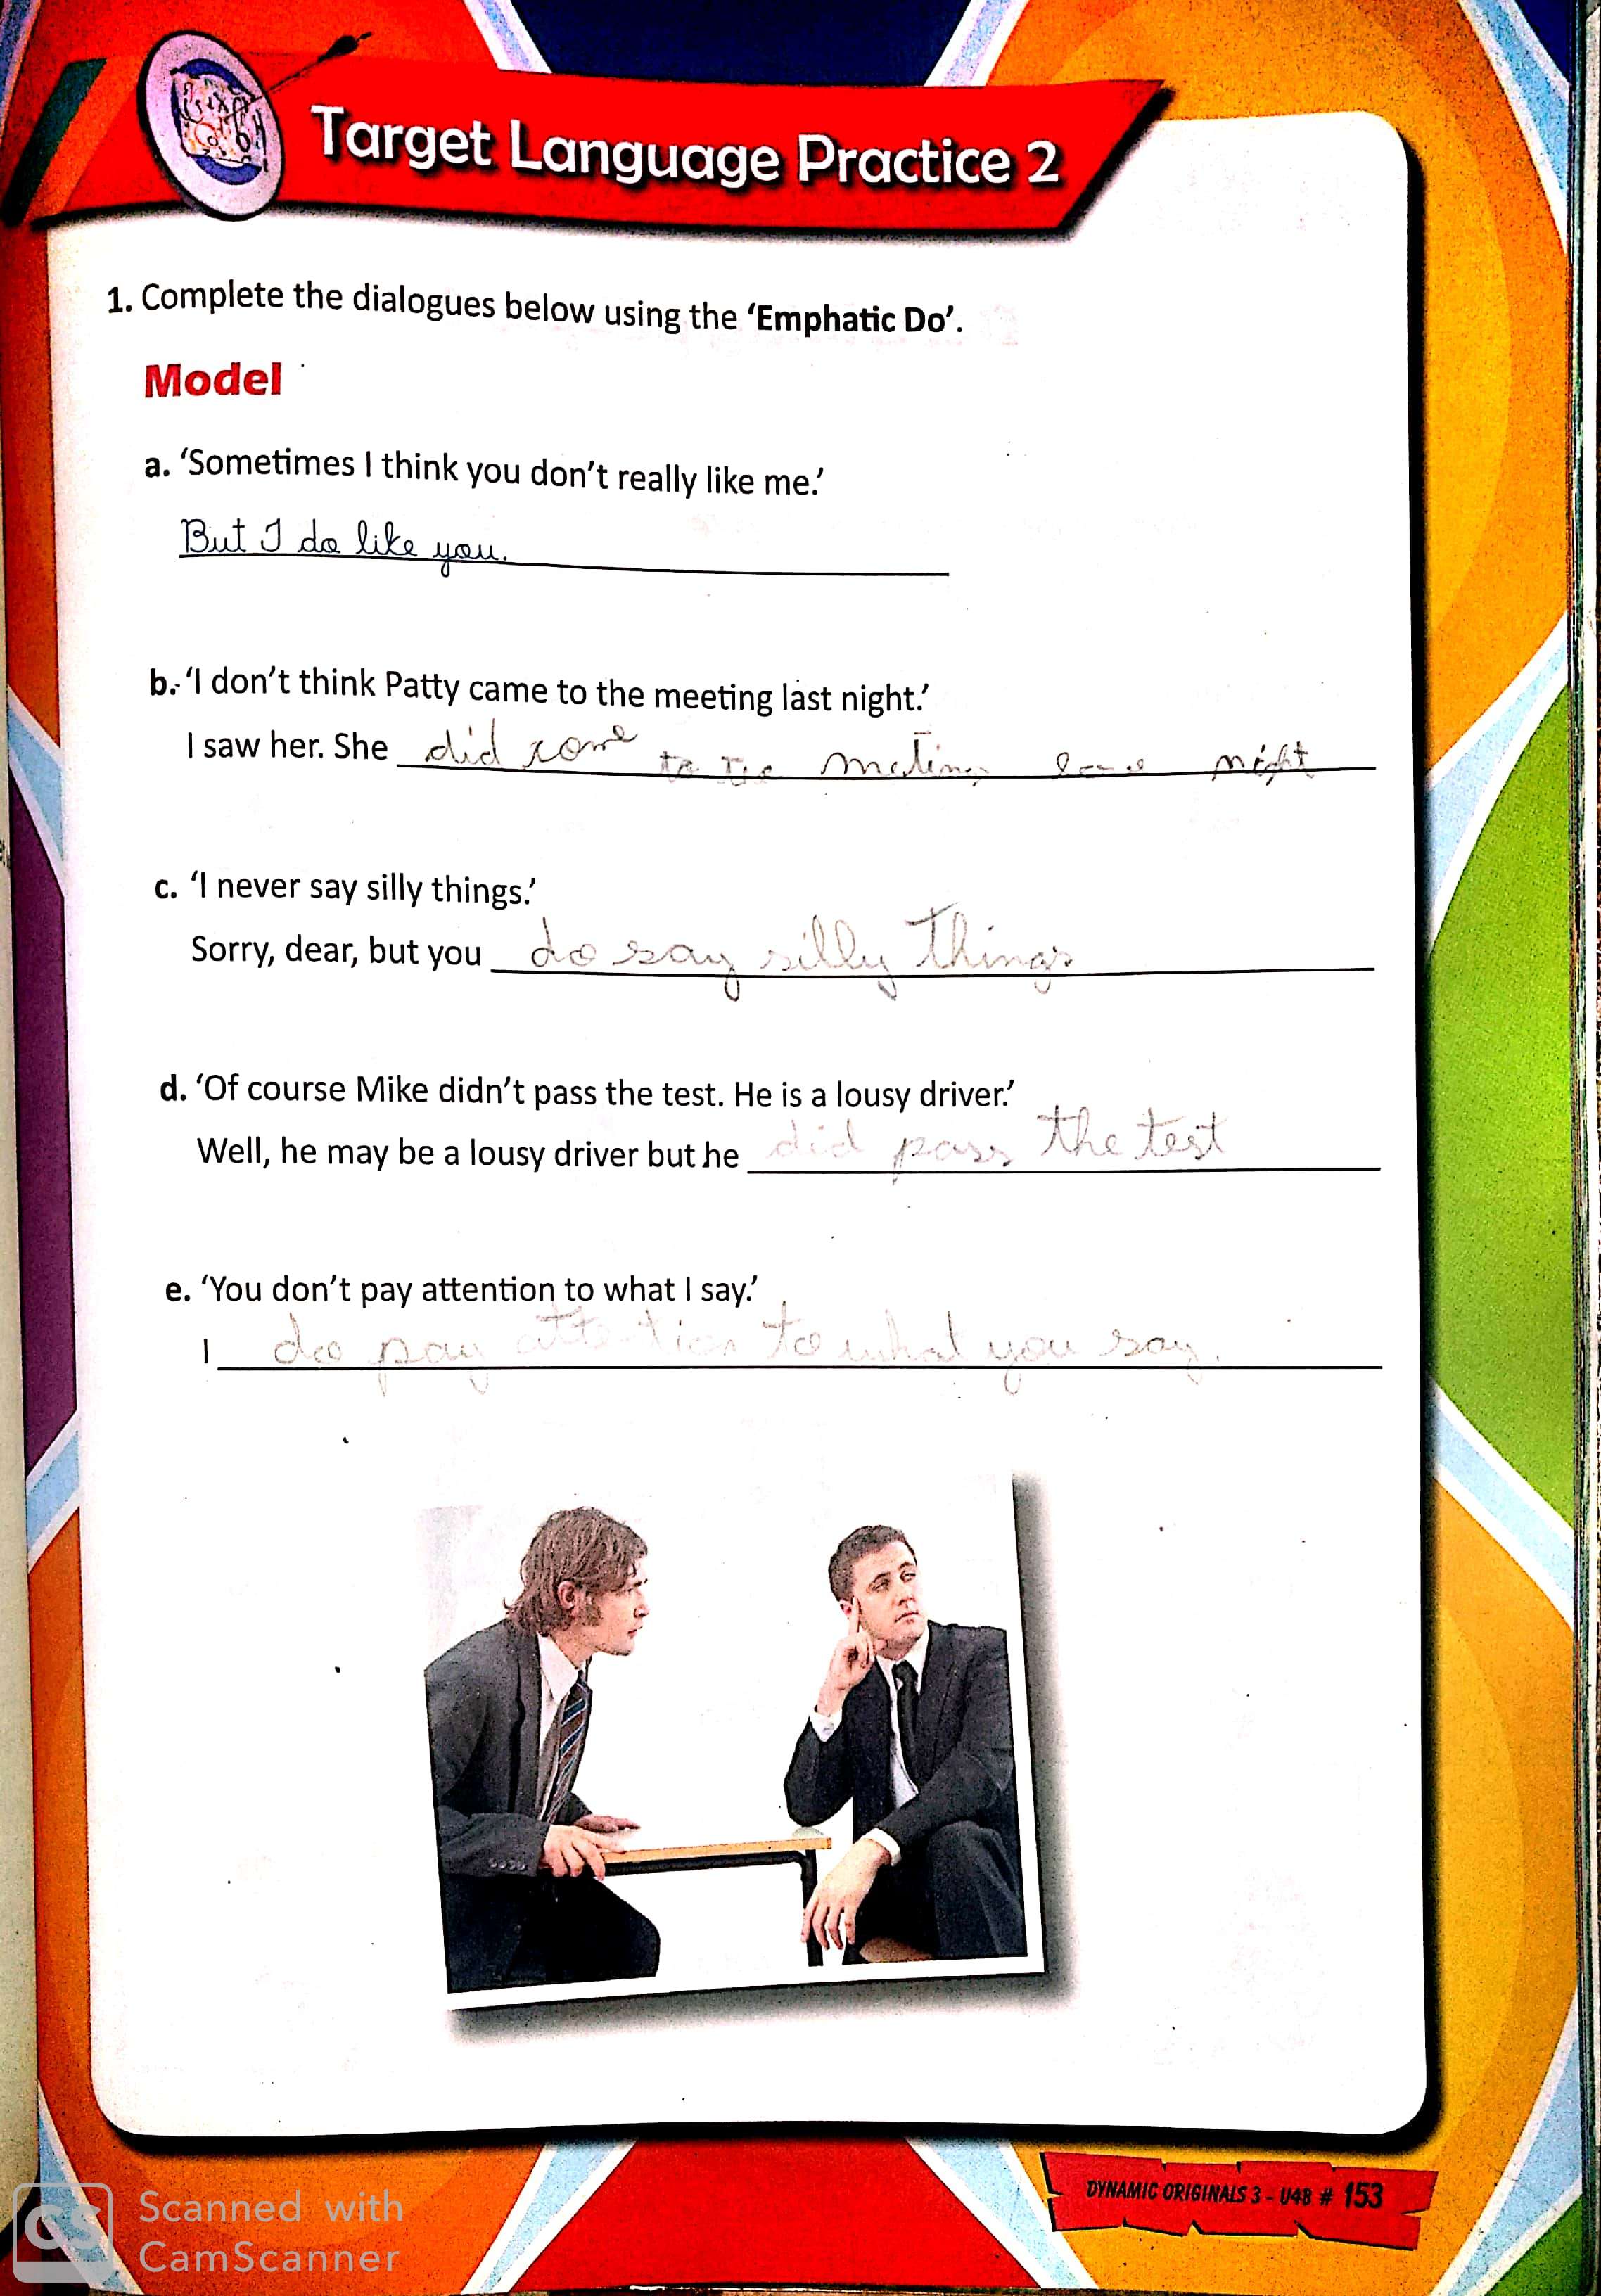 Target Language Practice 2
1. Complete the dialogues below using the ‘Emphatic Do’.
Model
a. ‘Sometimes I think you don’t really like me.’
But I do like you.
b. ‘I don’t think Patty came to the meeting last night.’
I saw her. She did come to night
c. ‘I never say silly things.’
Sorry, dear, but you do say silly things
d. ‘Of course Mike didn’t pass the test. He is a lousy driver.’
Well, he may be a lousy driver but he did pass the test
e. ‘You don’t pay attention to what I say.’
I do pay attention to what you say.
DYNAMIC ORIGINALS 3 - U48 # 153
CS Scanned with
CamScanner